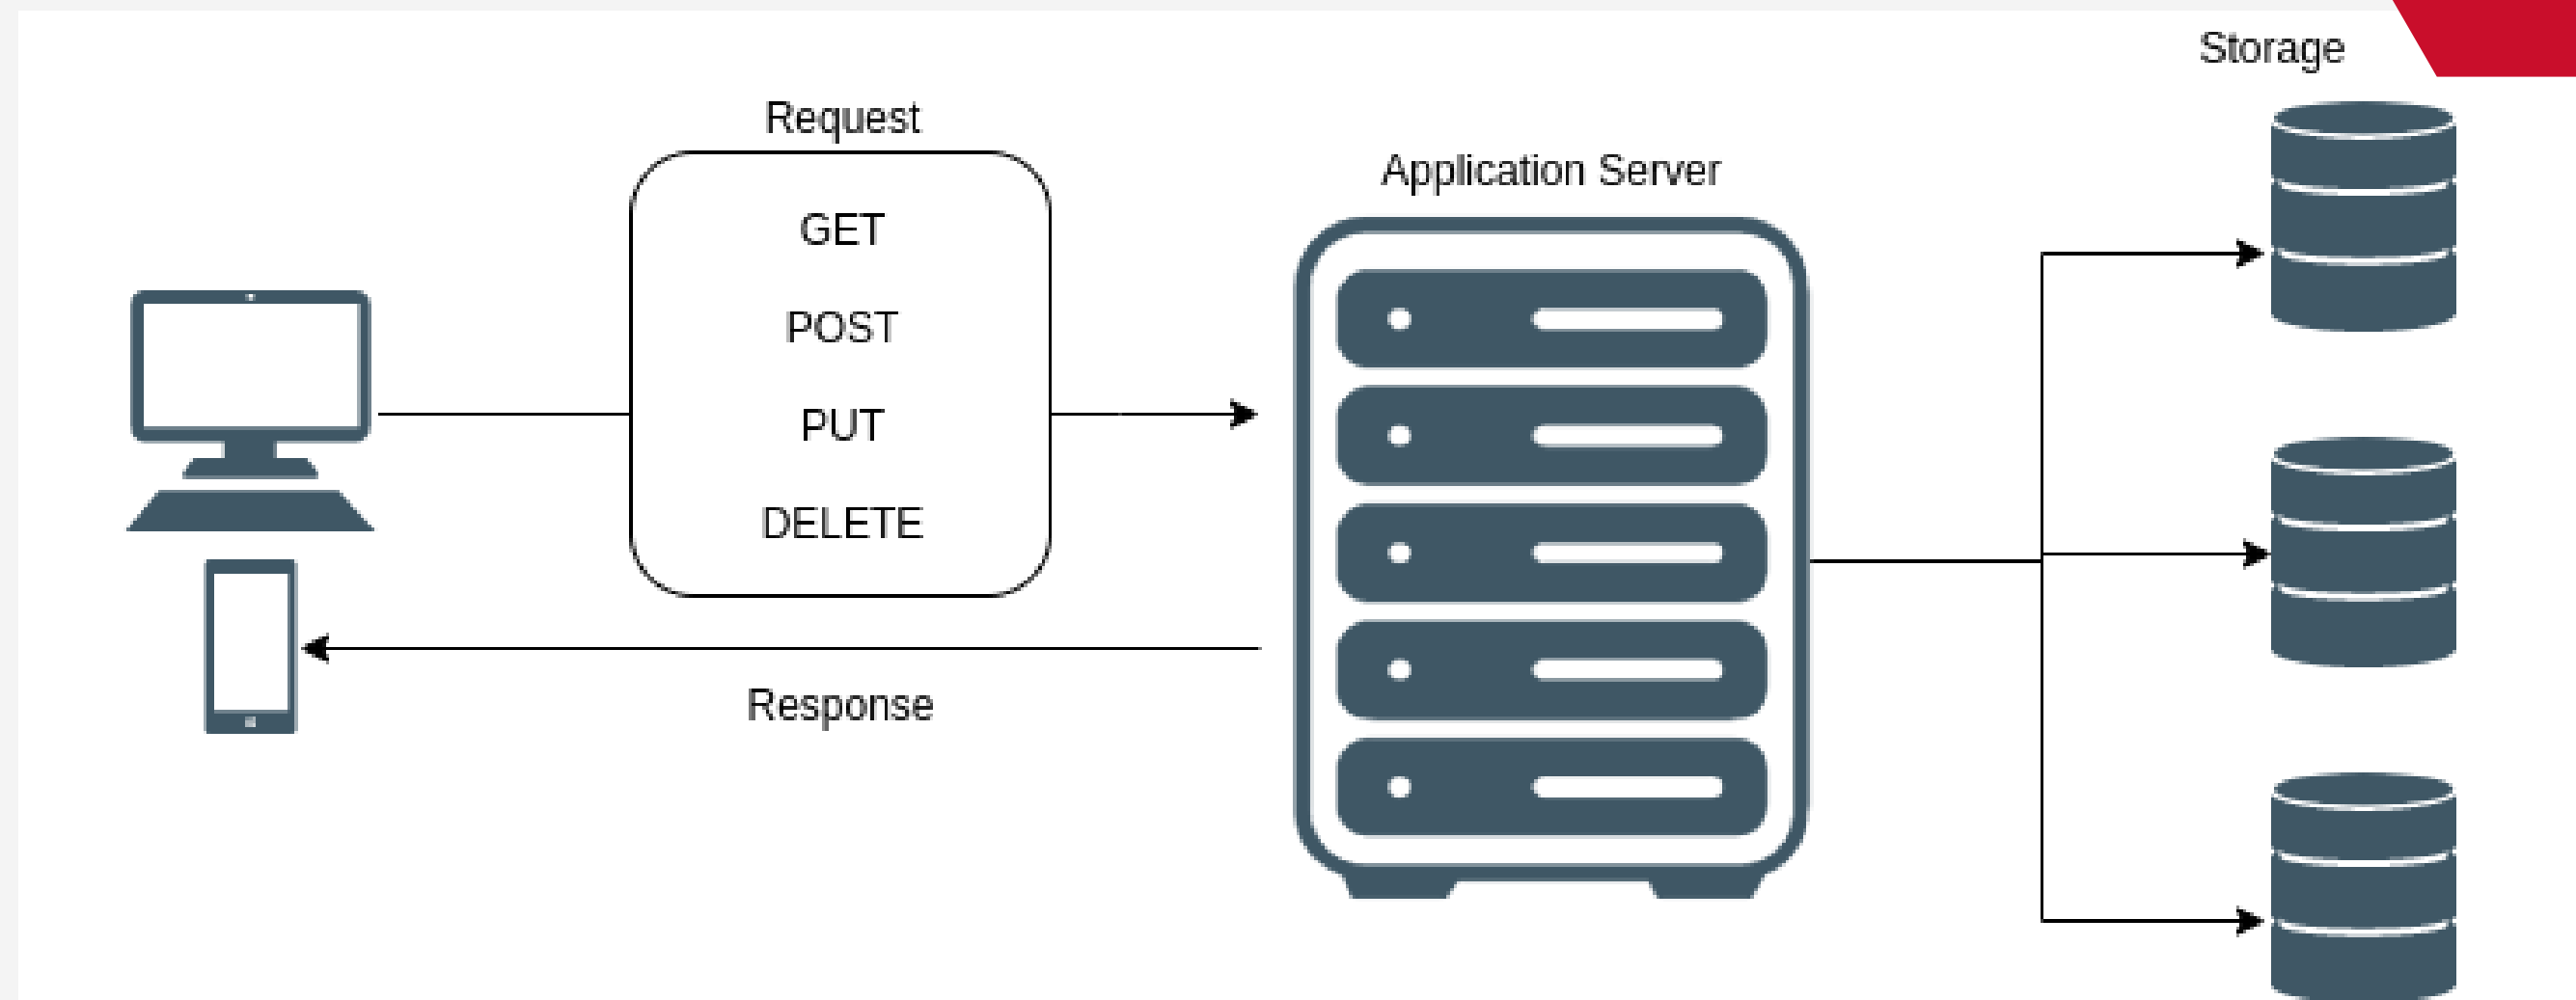 Storage
Request
Application Server
GET
POST
PUT
DELETE
Response